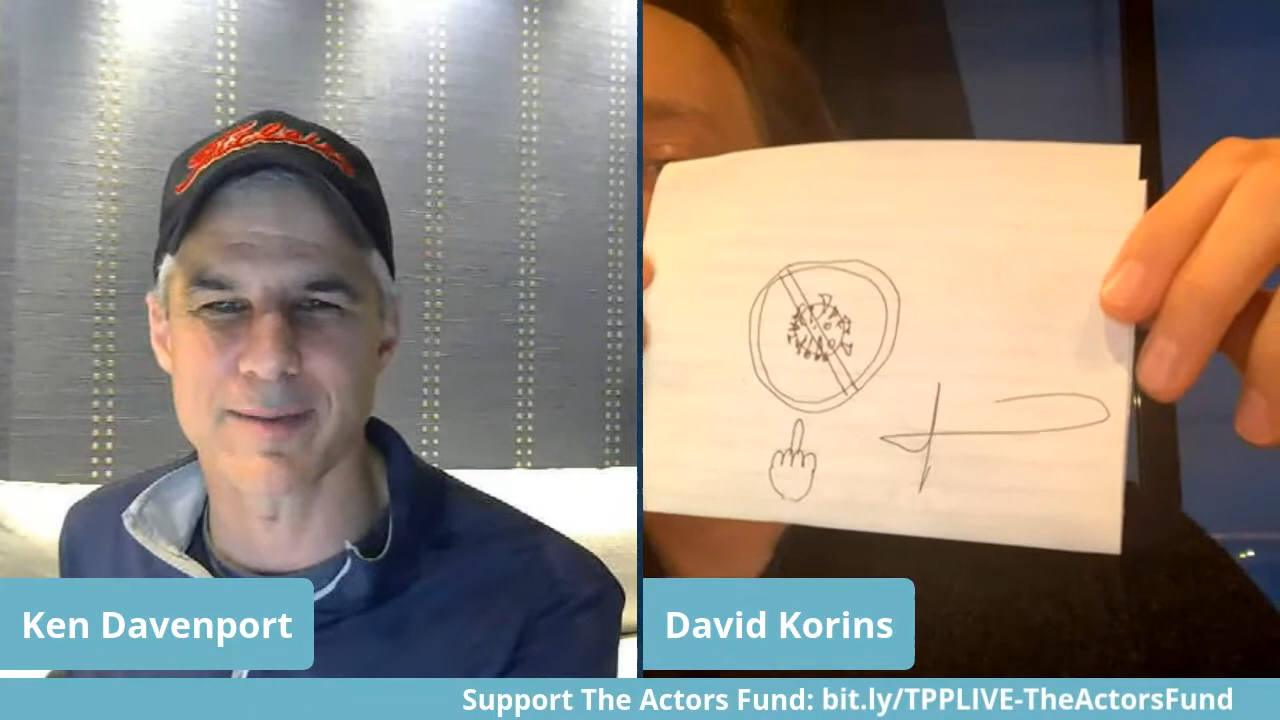 Ken Davenport
David Korins
Support The Actors Fund: bit.ly/TPPLIVE-TheActorsFund